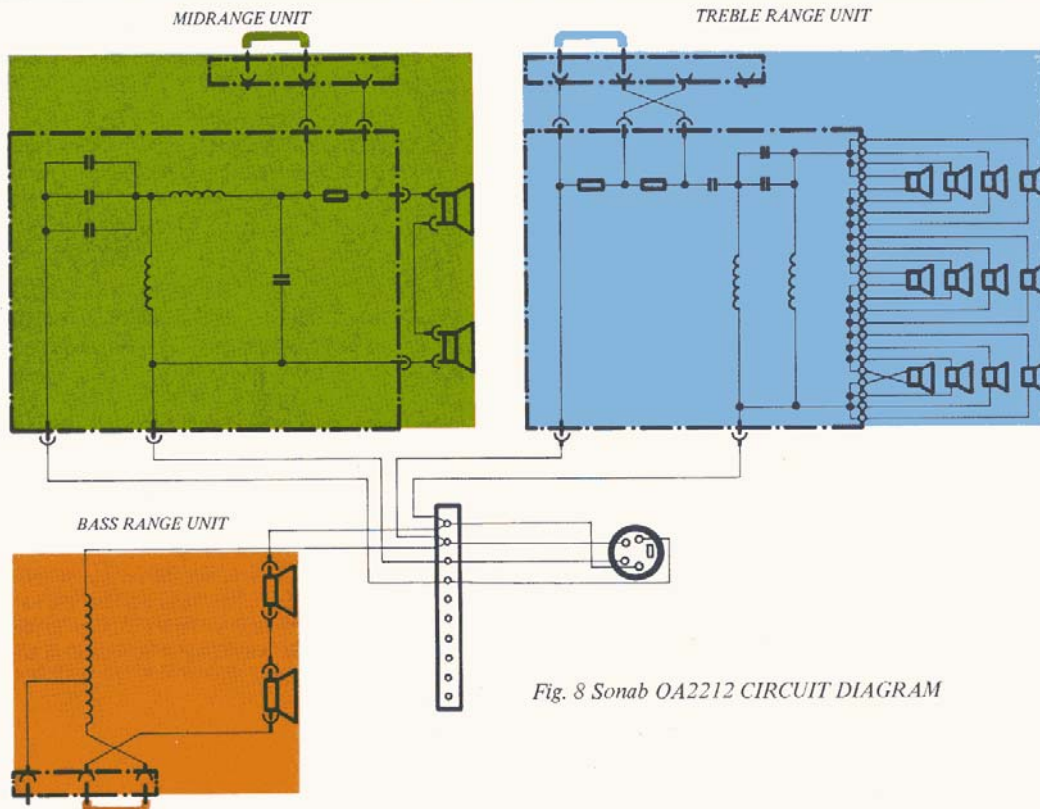 MIDRANGE UNIT
TREBLE RANGE UNIT
BASS RANGE UNIT
Fig. 8 Sonab OA2212 CIRCUIT DIAGRAM